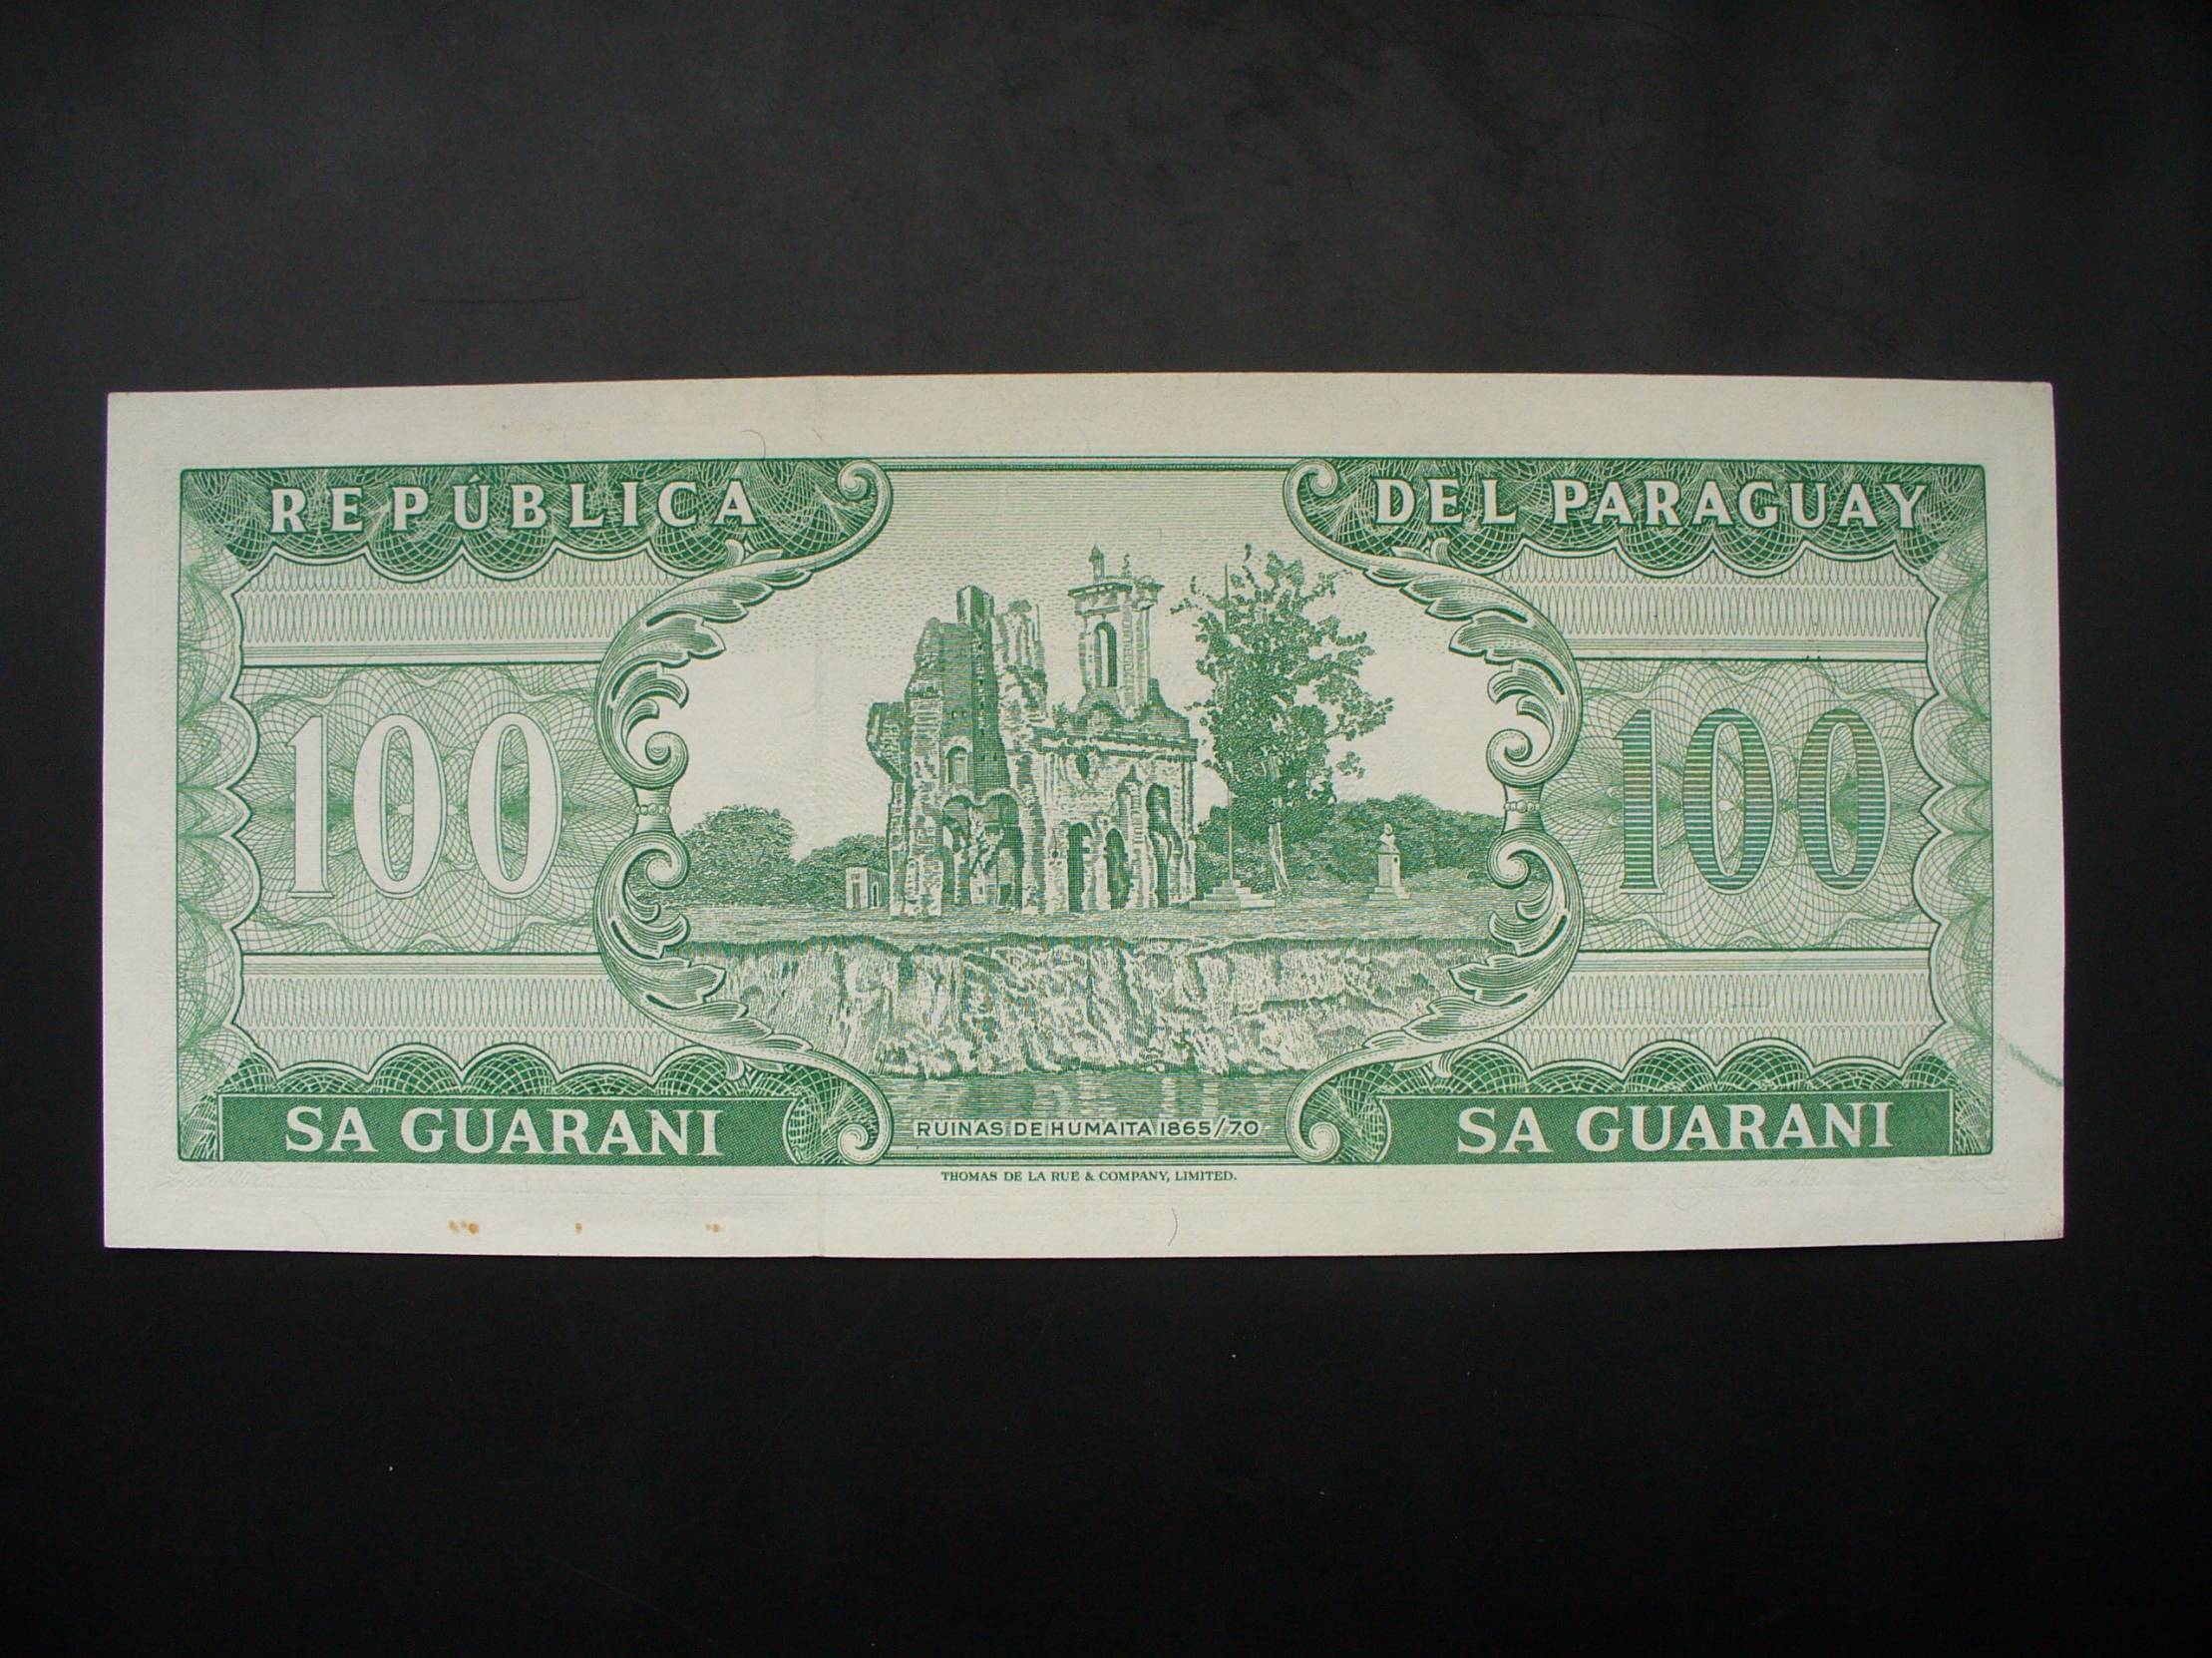 REPÚBLICA DEL PARAGUAY
100 100
SA GUARANI SA GUARANI
RUINAS DE HUMAITA 1865/70
THOMAS DE LA RUE & COMPANY, LIMITED.